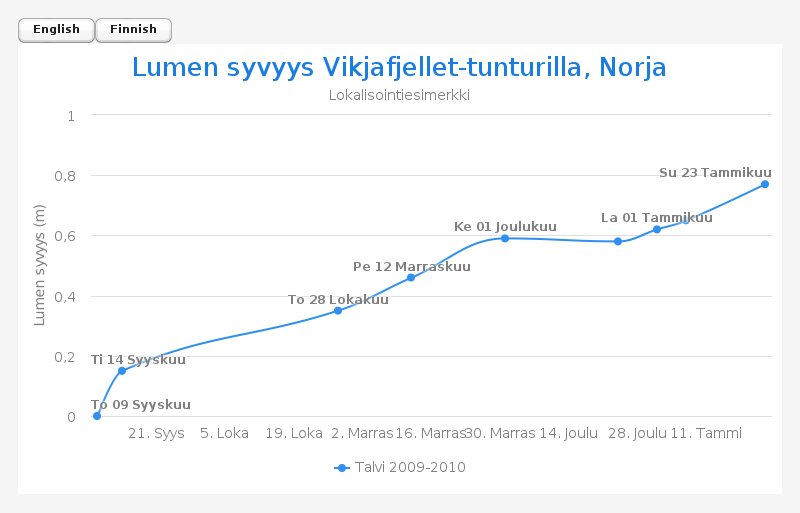 English Finnish
Lumen syvyys Vikjafjellet-tunturilla, Norja
Lokalisointiesimerkki
Lumen syvyys (m)
1
0,8
0,6
0,4
0,2
0
Su 23 Tammikuu
La 01 Tammikuu
Ke 01 Joulukuu
Pe 12 Marraskuu
To 28 Lokakuu
Ti 14 Syyskuu
To 09 Syyskuu
21. Syys 5. Loka 19. Loka 2. Marras 16. Marras 30. Marras 14. Joulu 28. Joulu 11. Tammi
Talvi 2009-2010